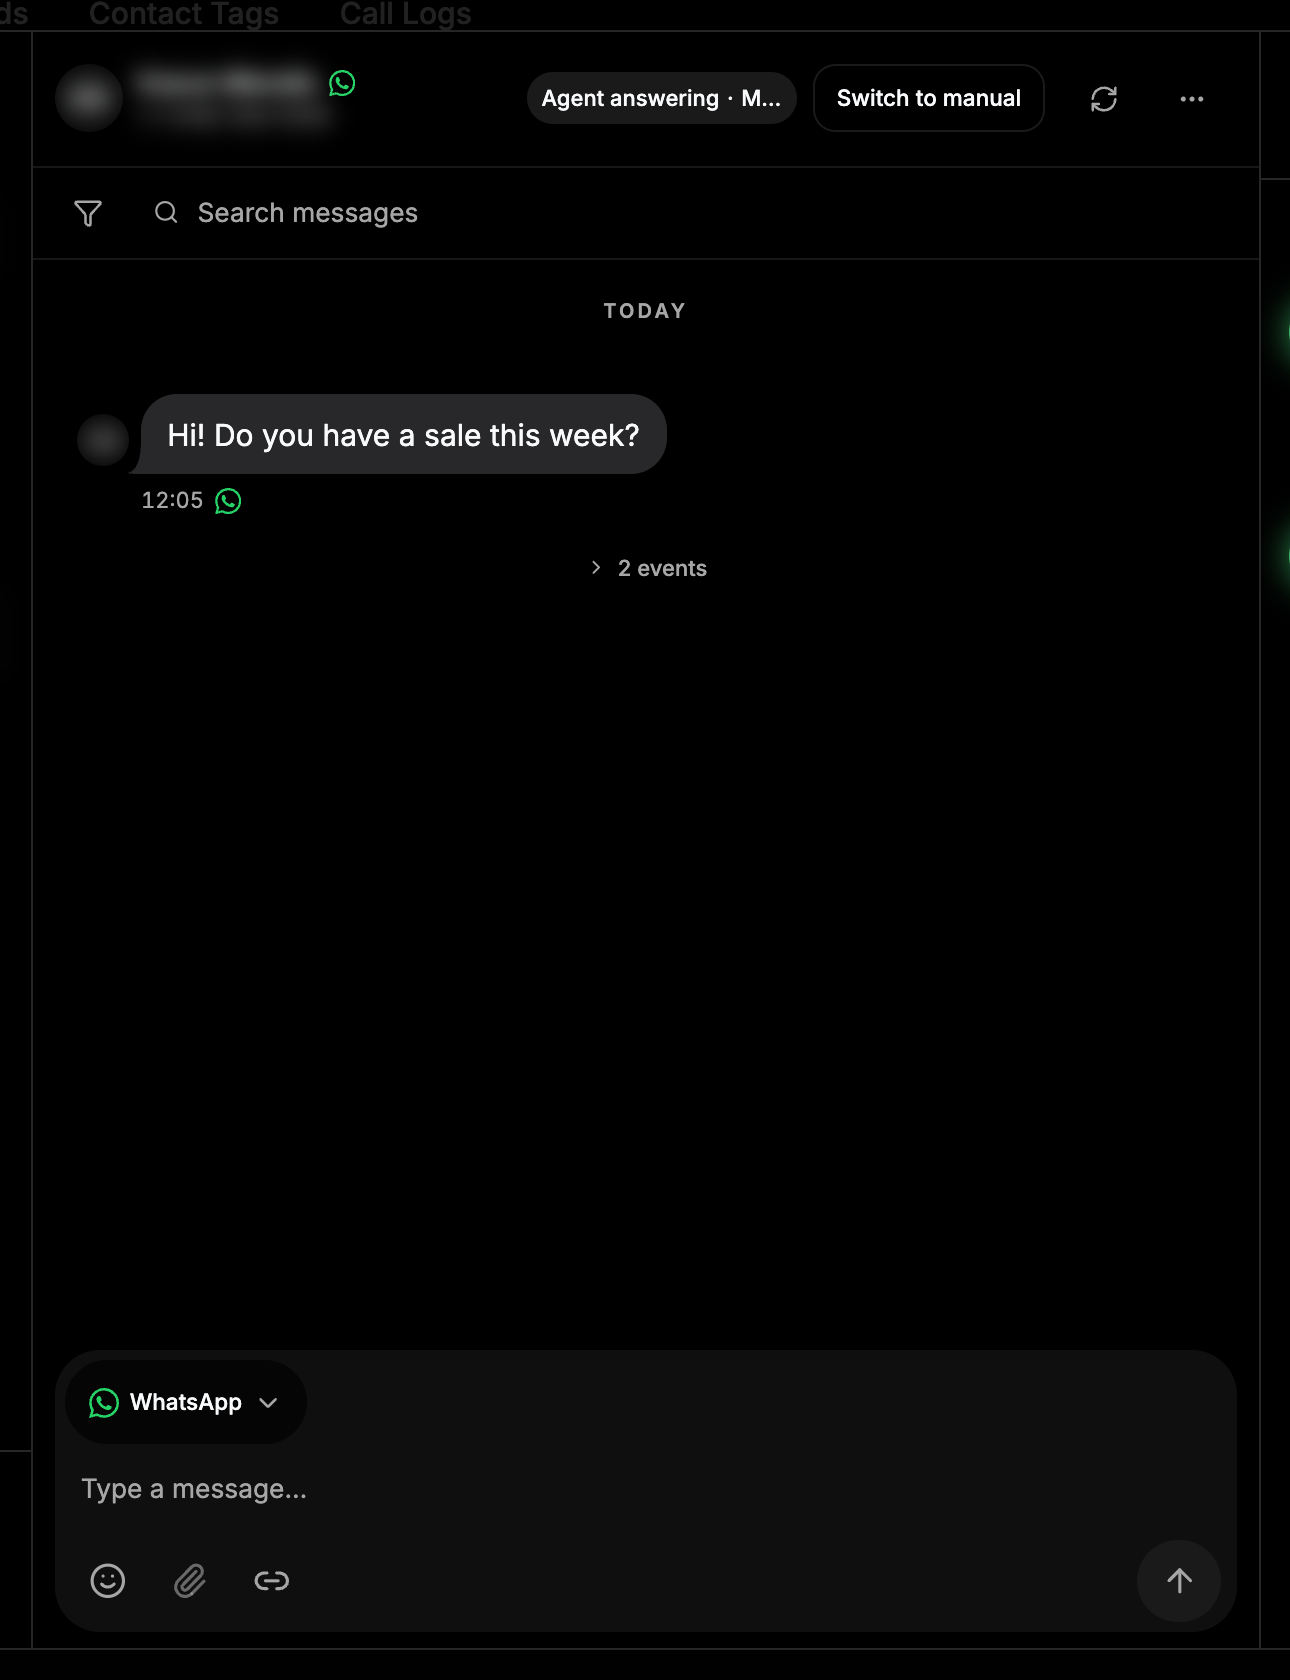 ds Contact Tags Call Logs
Agent answering · M...
Switch to manual
Search messages
TODAY
Hi! Do you have a sale this week?
12:05
2 events
WhatsApp
Type a message...